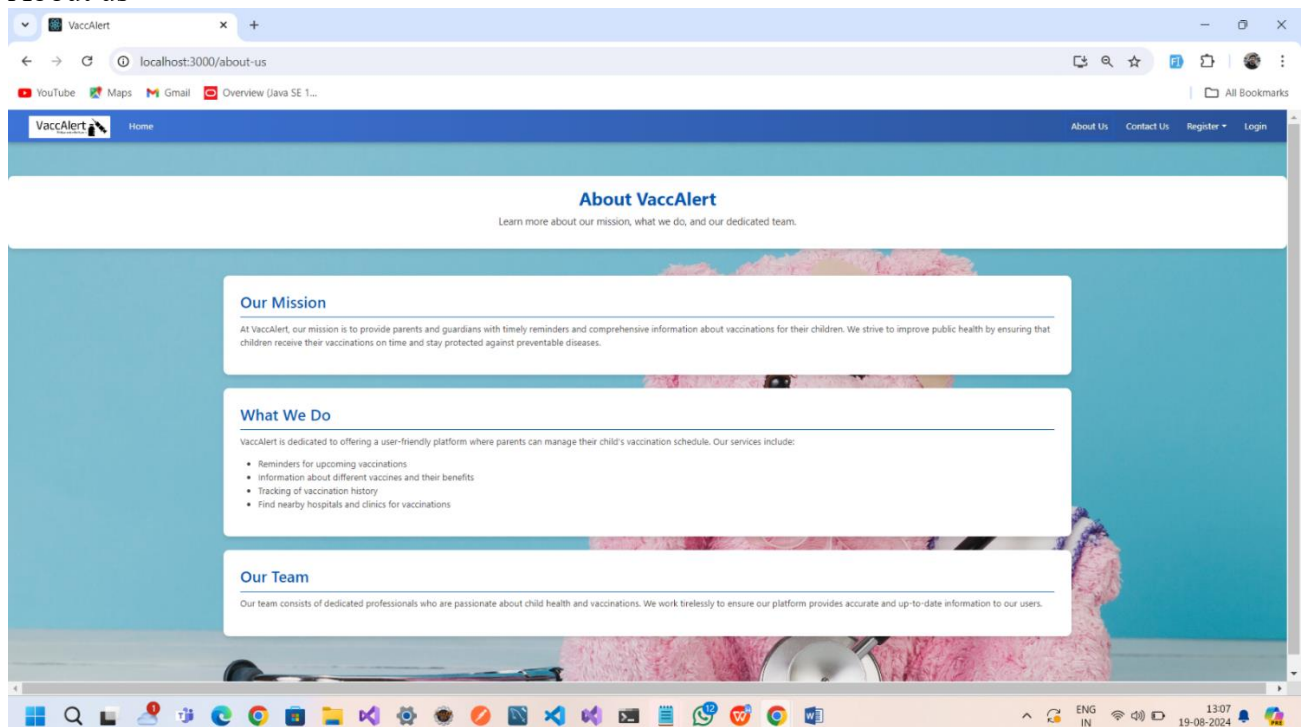 About us
VaccAlert
localhost:3000/about-us
YouTube Maps Gmail Overview (Java SE 1... All Bookmarks
VaccAlert Home About Us Contact Us Register Login
About VaccAlert
Learn more about our mission, what we do, and our dedicated team.
Our Mission
At VaccAlert, our mission is to provide parents and guardians with timely reminders and comprehensive information about vaccinations for their children. We strive to improve public health by ensuring that
children receive their vaccinations on time and stay protected against preventable diseases.
What We Do
VaccAlert is dedicated to offering a user-friendly platform where parents can manage their child's vaccination schedule. Our services include:
Reminders for upcoming vaccinations
Information about different vaccines and their benefits
Tracking of vaccination history
Find nearby hospitals and clinics for vaccinations
Our Team
Our team consists of dedicated professionals who are passionate about child health and vaccinations. We work tirelessly to ensure our platform provides accurate and up-to-date information to our users.
ENG 13:07
IN 19-08-2024